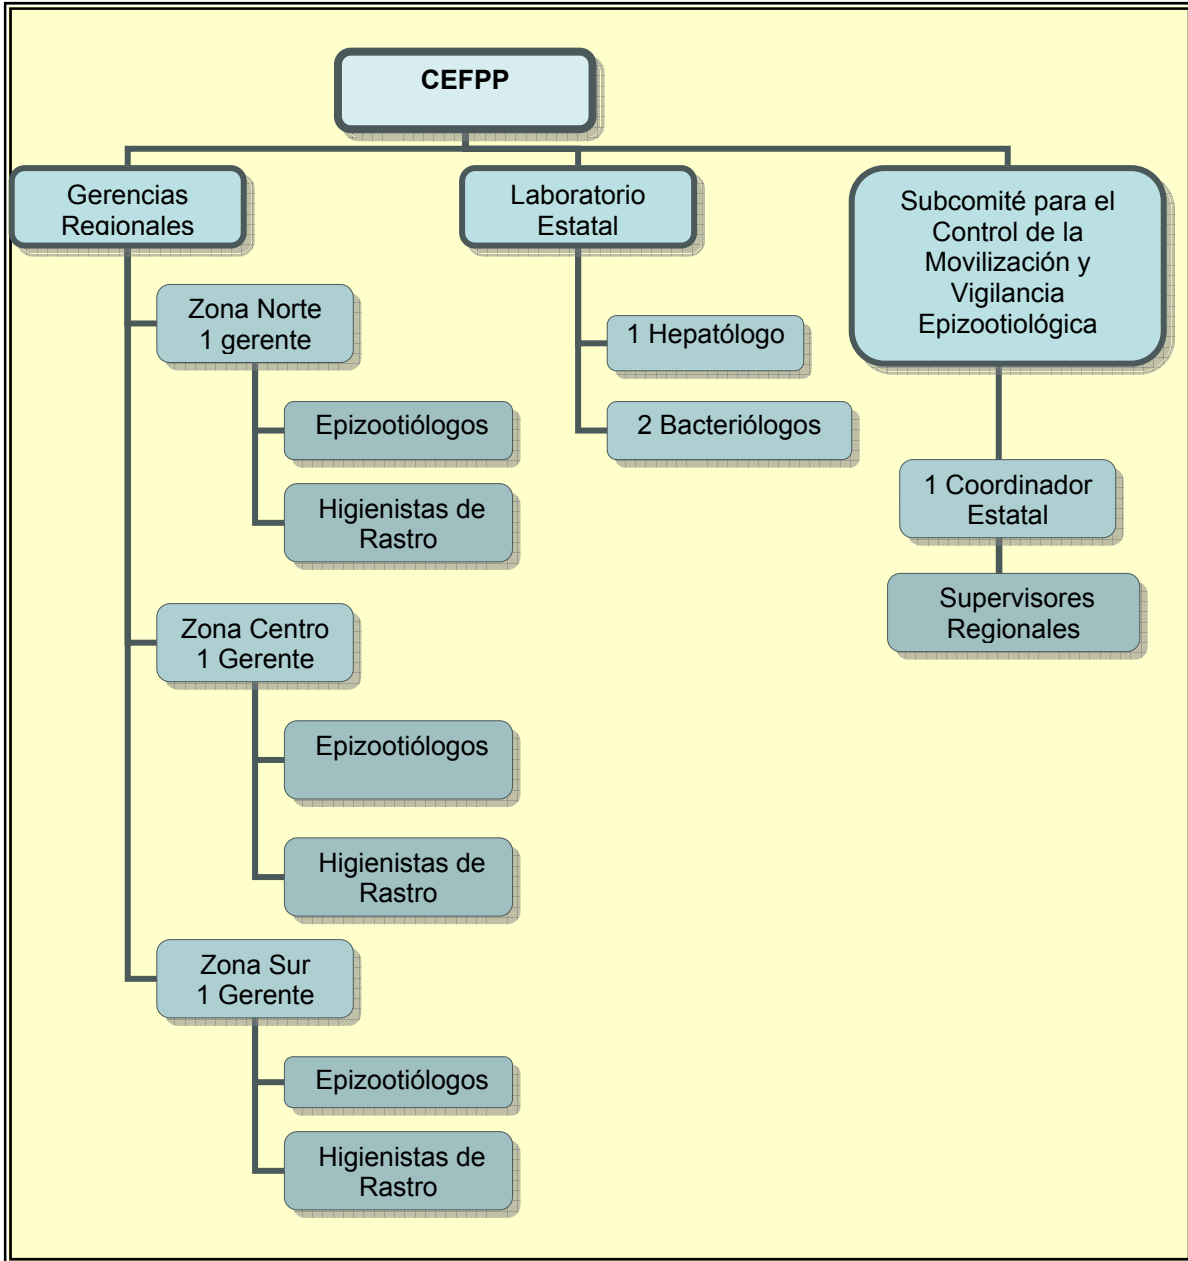 CEFPP
Gerencias
Regionales
Laboratorio
Estatal
Subcomité para el
Control de la
Movilización y
Vigilancia
Epizootiológica
Zona Norte
1 gerente
Epizootiólogos
Higienistas de
Rastro
Zona Centro
1 Gerente
Epizootiólogos
Higienistas de
Rastro
Zona Sur
1 Gerente
Epizootiólogos
Higienistas de
Rastro
1 Hepatólogo
2 Bacteriólogos
1 Coordinador
Estatal
Supervisores
Regionales